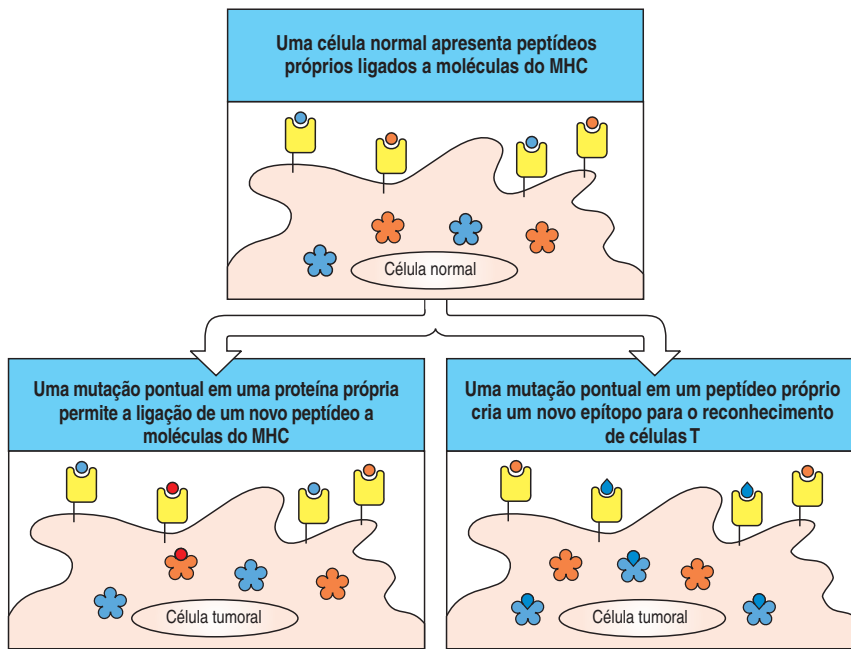 Uma célula normal apresenta peptídeos
próprios ligados a moléculas do MHC
Célula normal
Uma mutação pontual em uma proteína própria
permite a ligação de um novo peptídeo a
moléculas do MHC
Célula tumoral
Uma mutação pontual em um peptídeo próprio
cria um novo epítopo para o reconhecimento
de células T
Célula tumoral